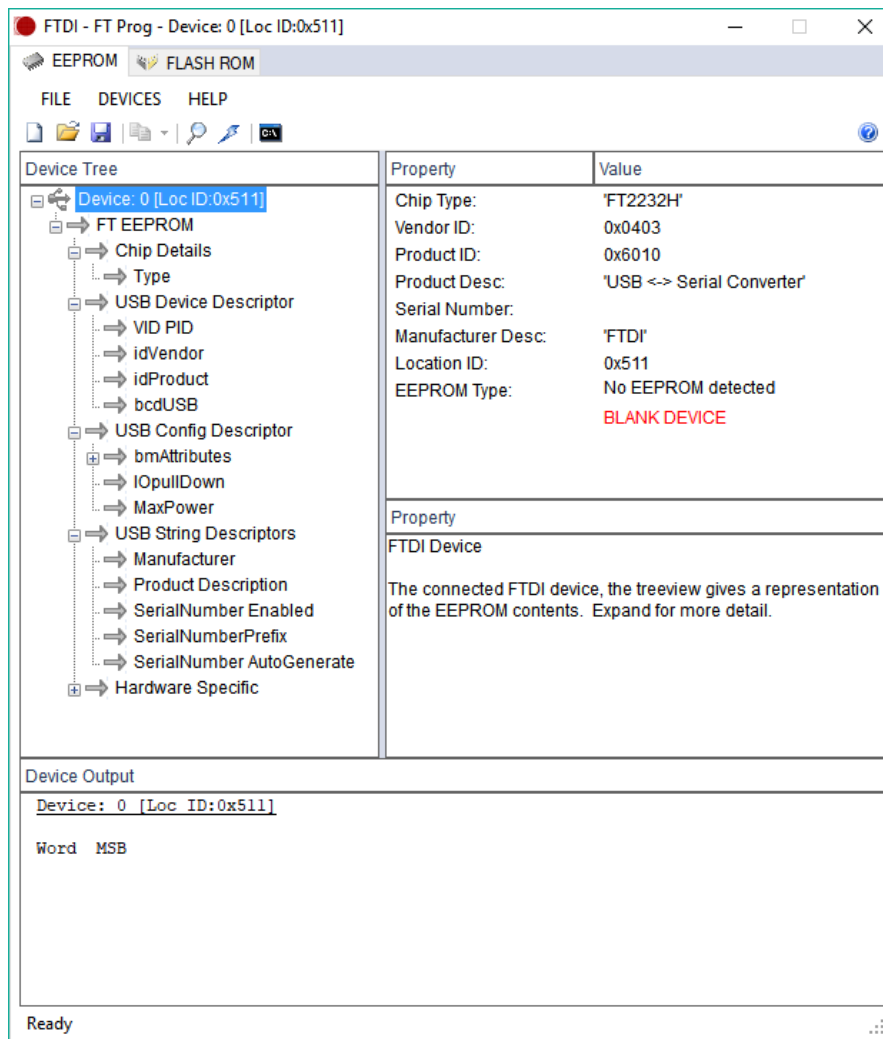 FTDI - FT Prog - Device: 0 [Loc ID:0x511]
EEPROM FLASH ROM
FILE DEVICES HELP
C:\
Device Tree
Device: 0 [Loc ID:0x511]
FT EEPROM
Chip Details
Type
USB Device Descriptor
VID PID
idVendor
idProduct
bcdUSB
USB Config Descriptor
bmAttributes
IOpullDown
MaxPower
USB String Descriptors
Manufacturer
Product Description
SerialNumber Enabled
SerialNumberPrefix
SerialNumber AutoGenerate
Hardware Specific
Property Value
Chip Type: 'FT2232H'
Vendor ID: 0x0403
Product ID: 0x6010
Product Desc: 'USB <-> Serial Converter'
Serial Number:
Manufacturer Desc: 'FTDI'
Location ID: 0x511
EEPROM Type: No EEPROM detected
BLANK DEVICE
Property
FTDI Device
The connected FTDI device, the treeview gives a representation
of the EEPROM contents. Expand for more detail.
Device Output
Device: 0 [Loc ID:0x511]
Word MSB
Ready